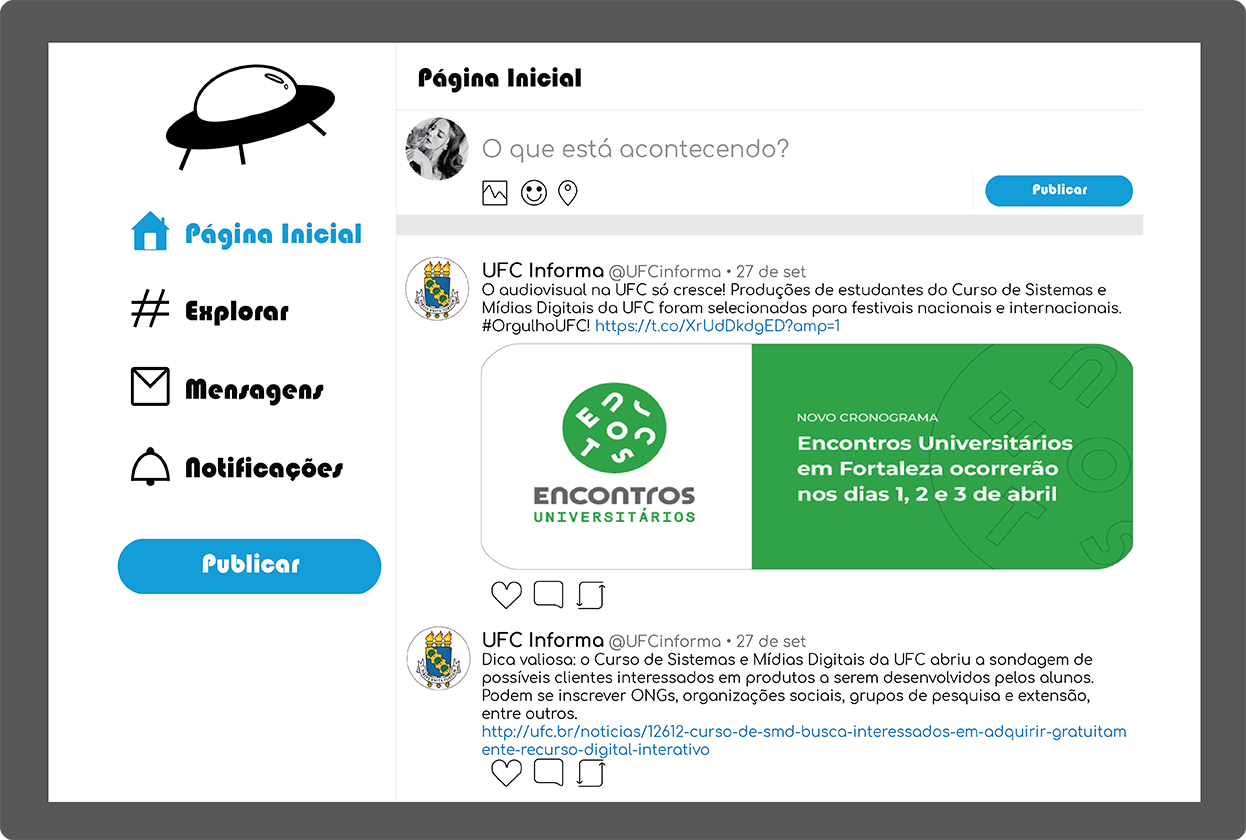 Página Inicial
Explorar
Mensagens
Notificações
Publicar
Página Inicial
O que está acontecendo?
Publicar
UFC Informa @UFCinforma • 27 de set
O audiovisual na UFC só cresce! Produções de estudantes do Curso de Sistemas e
Mídias Digitais da UFC foram selecionadas para festivais nacionais e internacionais.
#OrgulhoUFC! https://t.co/XrUdDkdgED?amp=1
ENCONTROS
UNIVERSITÁRIOS
NOVO CRONOGRAMA
Encontros Universitários
em Fortaleza ocorrerão
nos dias 1, 2 e 3 de abril
UFC Informa @UFCinforma • 27 de set
Dica valiosa: o Curso de Sistemas e Mídias Digitais da UFC abriu a sondagem de
possíveis clientes interessados em produtos a serem desenvolvidos pelos alunos.
Podem se inscrever ONGs, organizações sociais, grupos de pesquisa e extensão,
entre outros.
http://ufc.br/noticias/12612-curso-de-smd-busca-interessados-em-adquirir-gratuitam
ente-recurso-digital-interativo